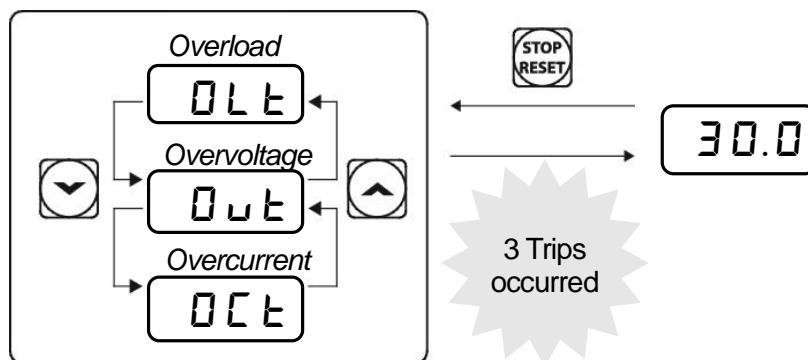 Overload
OLt
Overvoltage
Out
Overcurrent
OCt
STOP
RESET
30.0
3 Trips
occurred